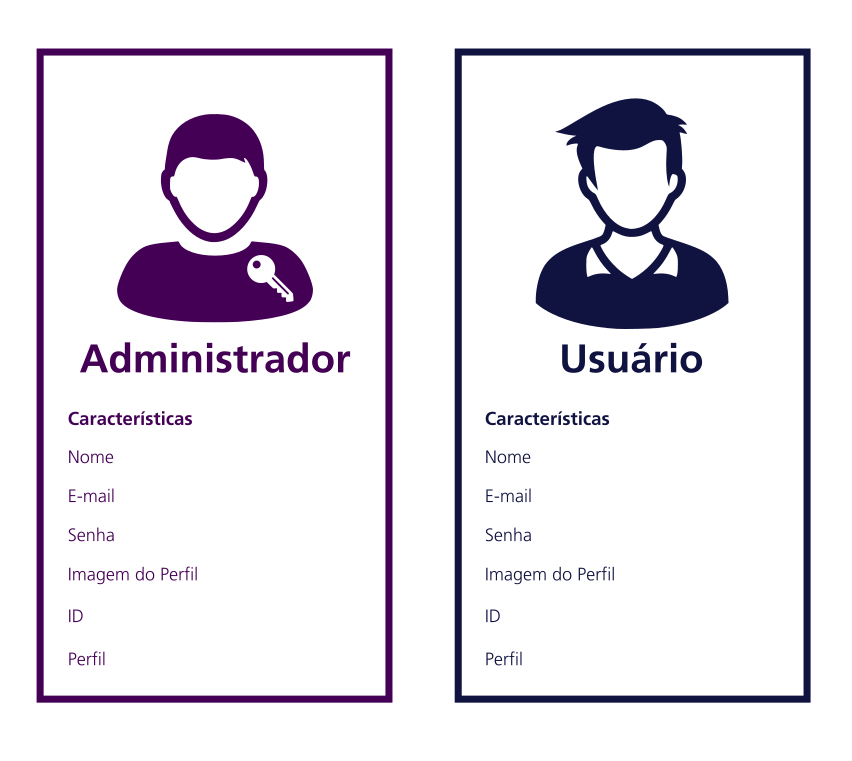 Administrador
Características
Nome
E-mail
Senha
Imagem do Perfil
ID
Perfil
Usuário
Características
Nome
E-mail
Senha
Imagem do Perfil
ID
Perfil